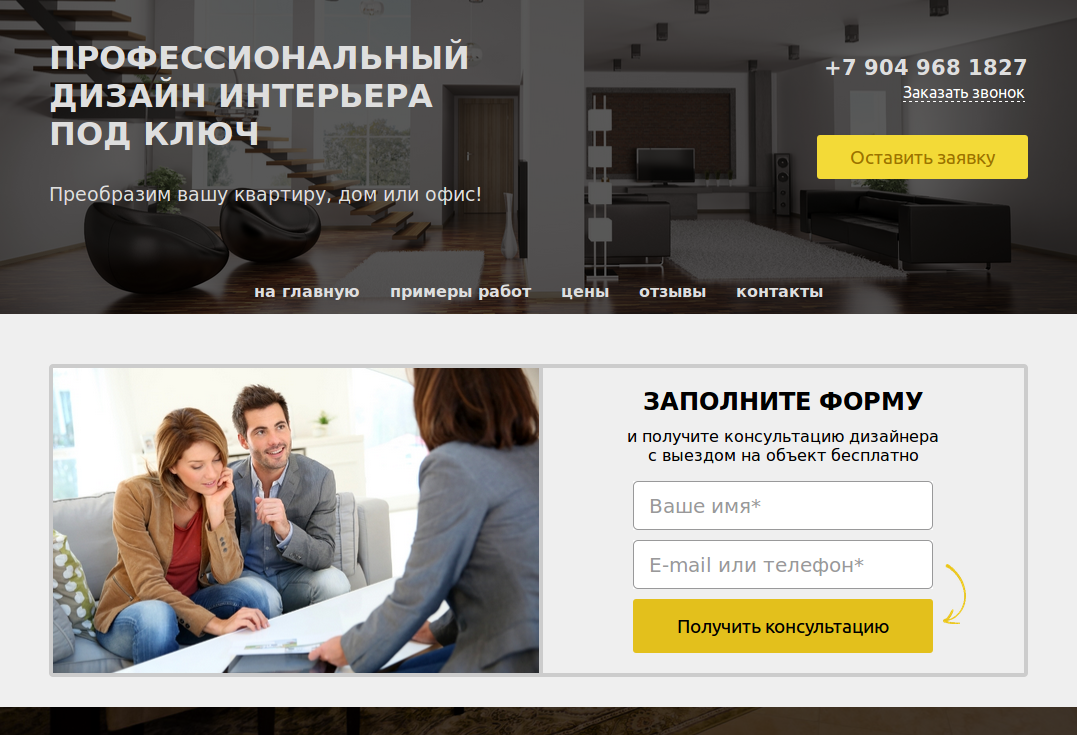 ПРОФЕССИОНАЛЬНЫЙ
ДИЗАЙН ИНТЕРЬЕРА
ПОД КЛЮЧ
Преобразим вашу квартиру, дом или офис!
+7 904 968 1827
Заказать звонок
Оставить заявку
на главную примеры работ цены отзывы контакты
ЗАПОЛНИТЕ ФОРМУ
и получите консультацию дизайнера
с выездом на объект бесплатно
Ваше имя*
E-mail или телефон*
Получить консультацию